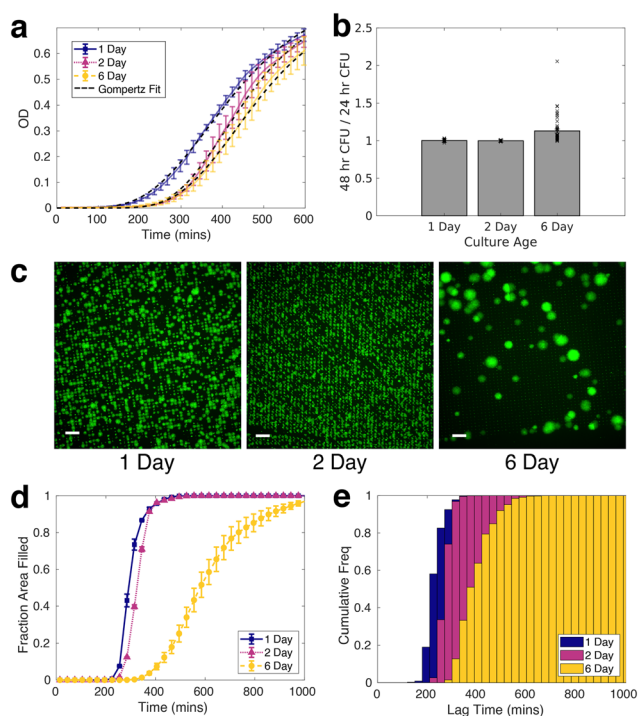 a
0.6
0.5
0.4
0.3
0.2
0.1
0
OD
1 Day
2 Day
6 Day
Gompertz Fit
0 100 200 300 400 500 600
Time (mins)
b
2.5
2
1.5
1
0.5
0
48 hr CFU / 24 hr CFU
1 Day 2 Day 6 Day
Culture Age
c
1 Day 2 Day 6 Day
d
1
0.8
0.6
0.4
0.2
0
Fraction Area Filled
1 Day
2 Day
6 Day
0 200 400 600 800 1000
Time (mins)
e
1
0.8
0.6
0.4
0.2
0
Cumulative Freq
1 Day
2 Day
6 Day
0 200 400 600 800 1000
Lag Time (mins)